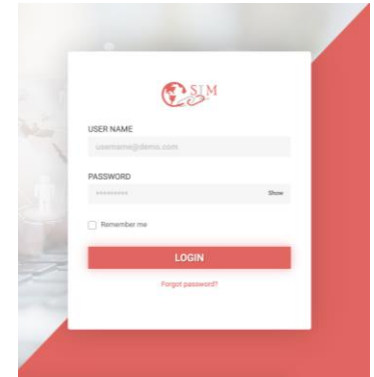 SIM
USER NAME
username@demo.com
PASSWORD
**********
Show
Remember me
LOGIN
Forgot password?